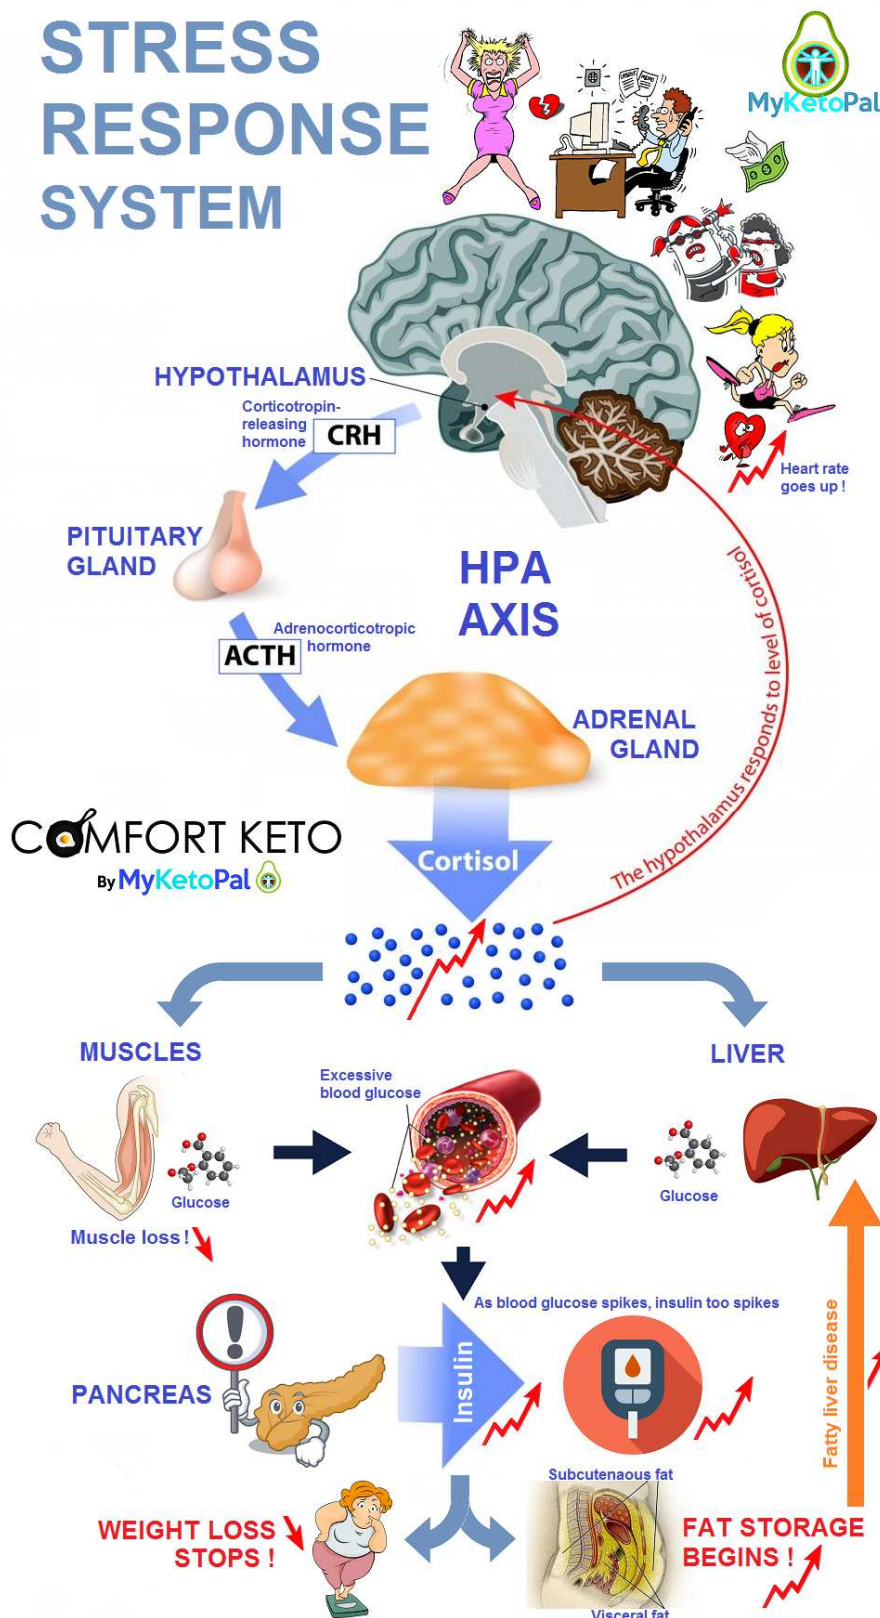 STRESS
RESPONSE
SYSTEM
MyKetoPal
HYPOTHALAMUS
Corticotropin-
releasing
hormone
CRH
Heart rate
goes up !
PITUITARY
GLAND
HPA
AXIS
Adrenocorticotropic
hormone
ACTH
ADRENAL
GLAND
The hypothalamus responds to level of cortisol
COMFORT KETO
By MyKetoPal
Cortisol
MUSCLES
LIVER
Excessive
blood glucose
Glucose
Glucose
Muscle loss !
As blood glucose spikes, insulin too spikes
PANCREAS
Insulin
Fatty liver disease
Subcutenaous fat
WEIGHT LOSS
STOPS !
FAT STORAGE
BEGINS !
Visceral fat